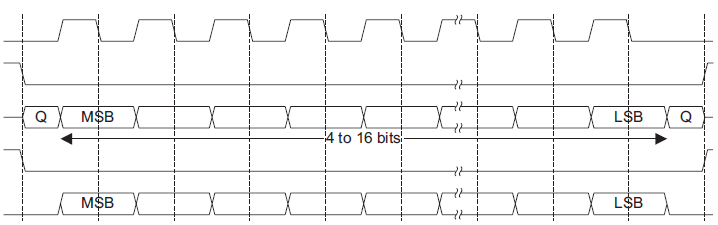 Q MSB LSB Q
4 to 16 bits
MSB LSB